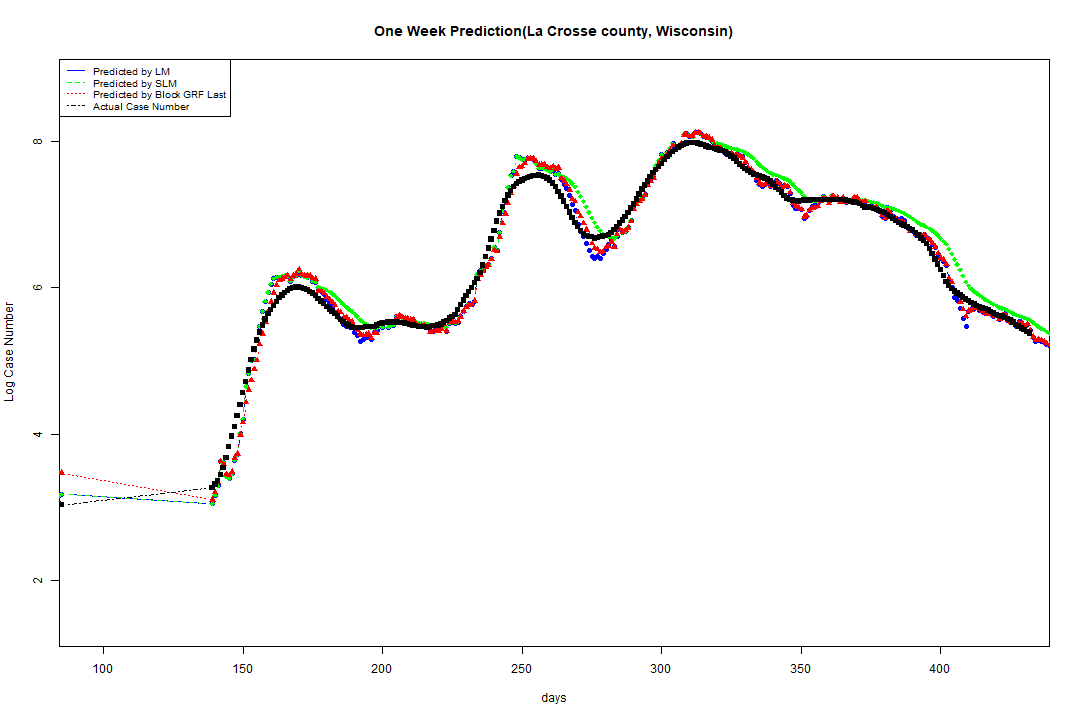 One Week Prediction(La Crosse county, Wisconsin)
Predicted by LM
Predicted by SLM
Predicted by Block GRF Last
Actual Case Number
8
6
4
2
Log Case Number
100 150 200 250 300 350 400
days